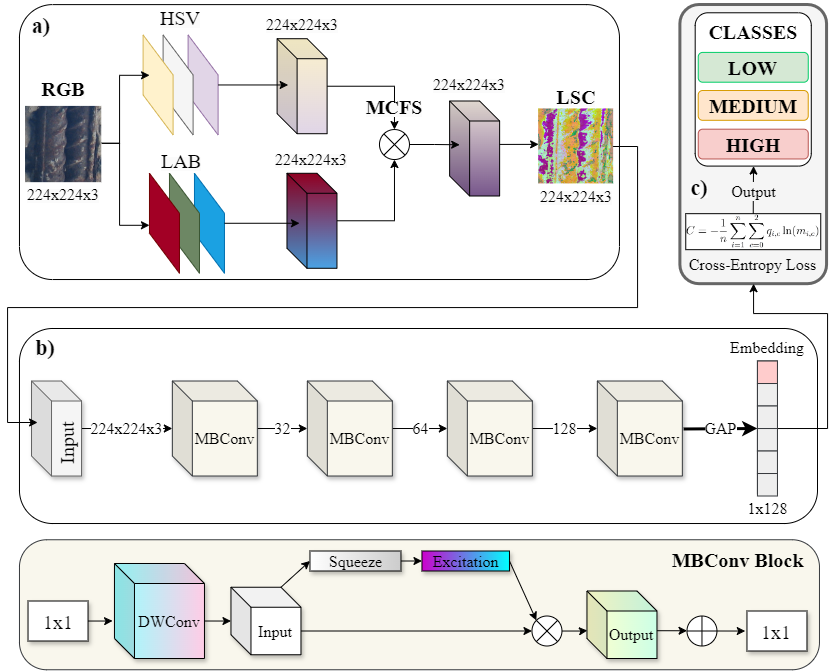 a)
HSV
RGB
224x224x3
LAB
224x224x3
224x224x3
MCFS
224x224x3
LSC
224x224x3
CLASSES
LOW
MEDIUM
HIGH
c)
Output
C = -\frac{1}{n} \sum_{i=1}^{n} \sum_{c=0}^{2} q_{i,c} \ln(m_{i,c})
Cross-Entropy Loss
b)
Input
224x224x3
MBConv
32
MBConv
64
MBConv
128
MBConv
GAP
Embedding
1x128
MBConv Block
1x1
DWConv
Input
Squeeze
Excitation
Output
1x1